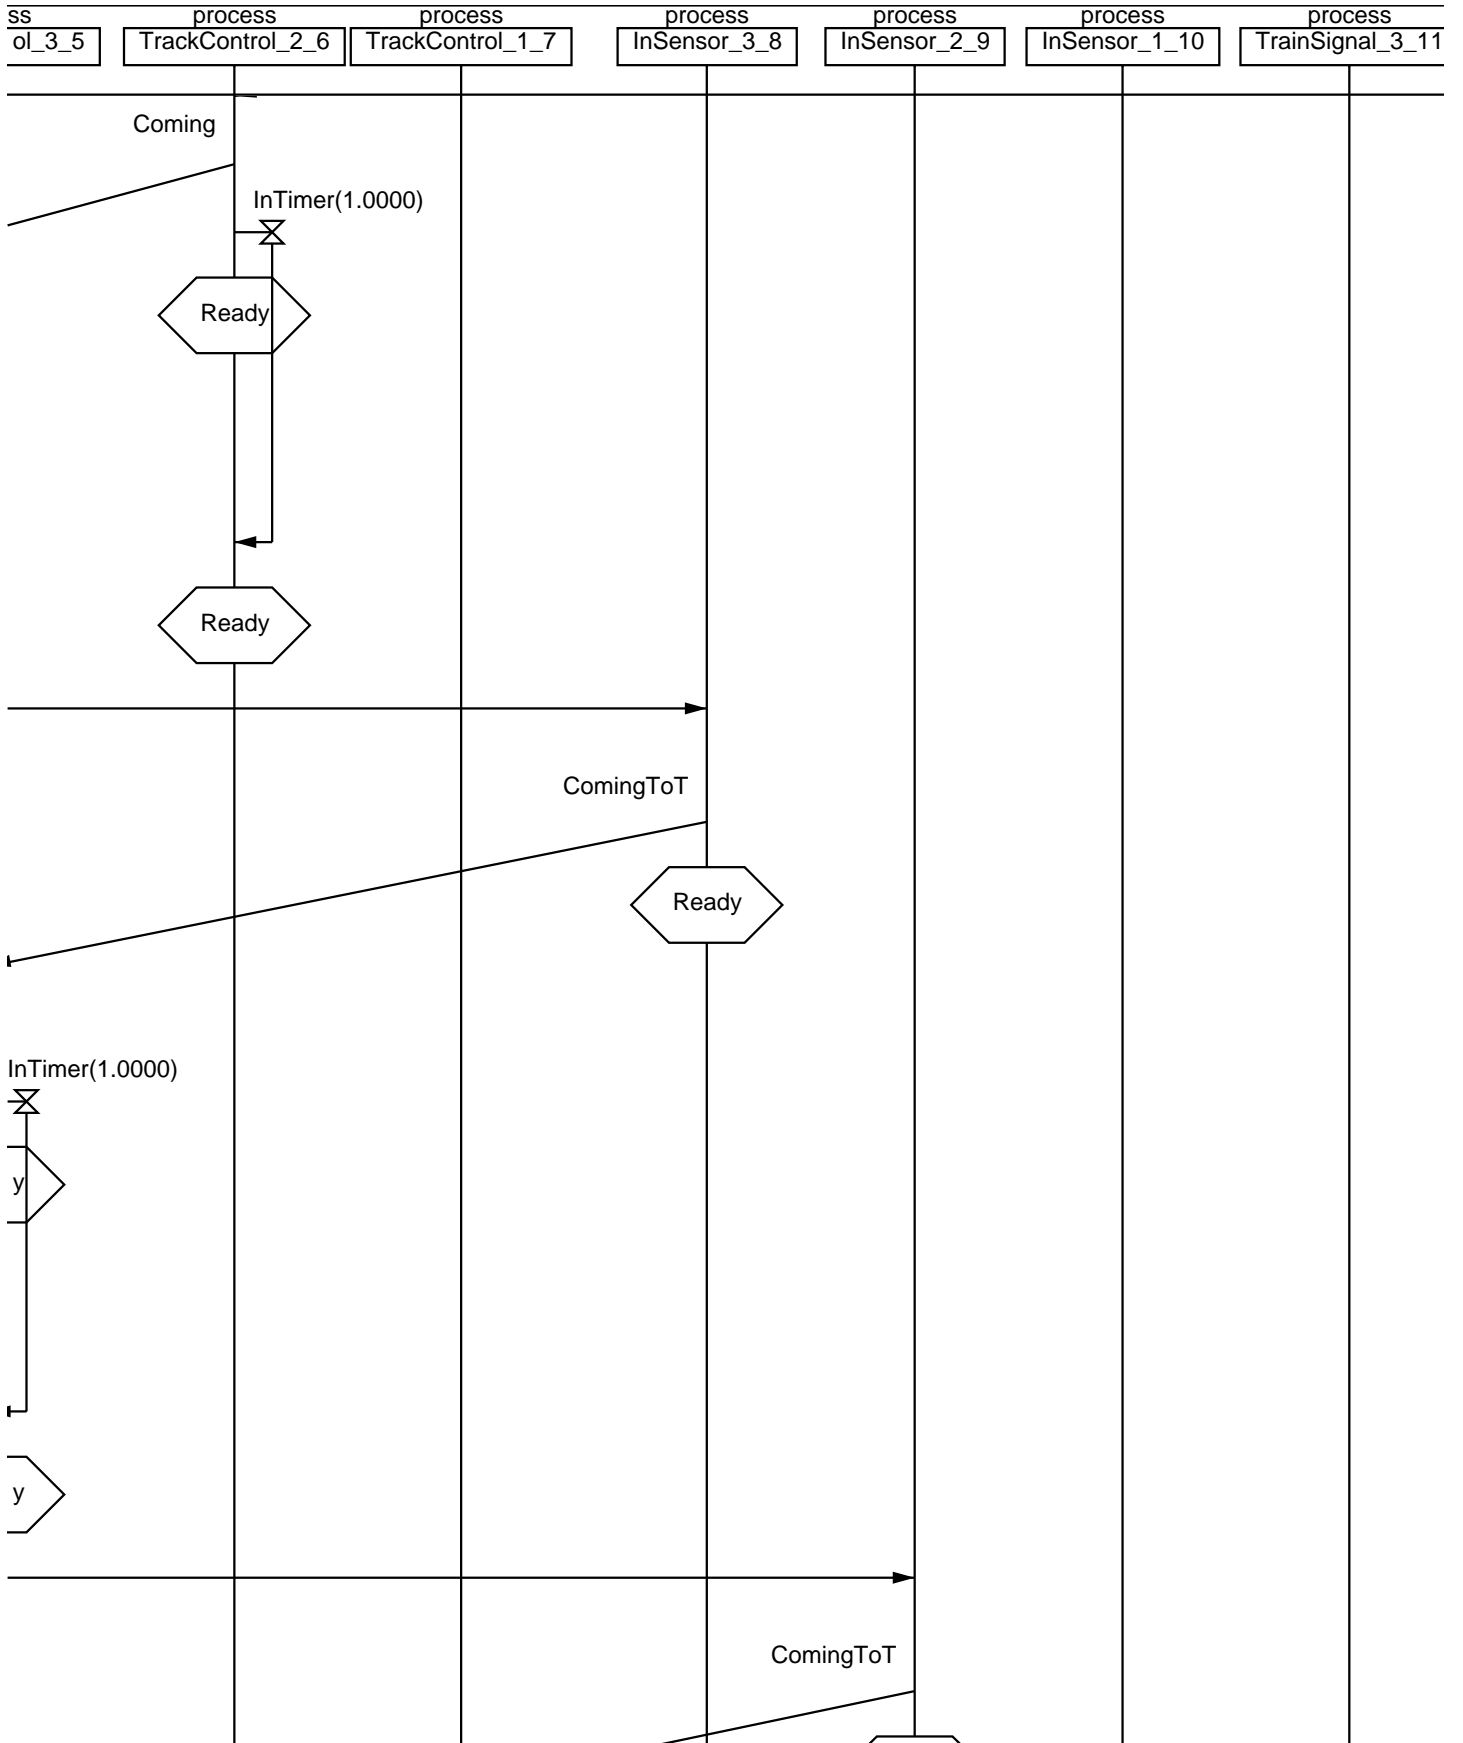 ss process process process process process process
ol_3_5 TrackControl_2_6 TrackControl_1_7 InSensor_3_8 InSensor_2_9 InSensor_1_10 TrainSignal_3_11
Coming
InTimer(1.0000)
Ready
Ready
ComingToT
Ready
InTimer(1.0000)
y
y
ComingToT